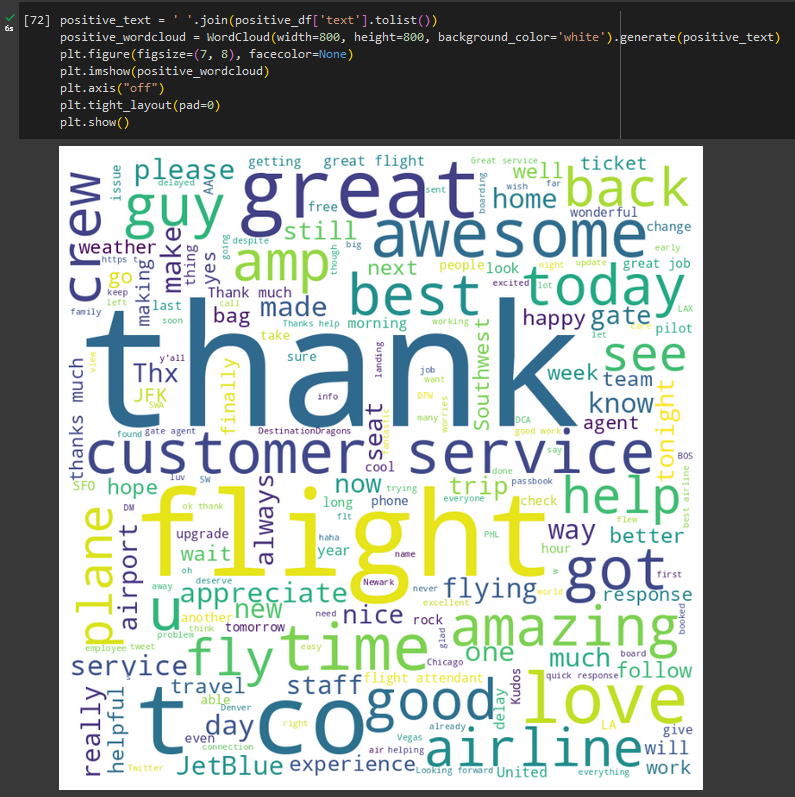 6s
[72] positive_text = ' '.join(positive_df['text'].tolist())
positive_wordcloud = WordCloud(width=800, height=800, background_color='white').generate(positive_text)
plt.figure(figsize=(7, 8), facecolor=None)
plt.imshow(positive_wordcloud)
plt.axis("off")
plt.tight_layout(pad=0)
plt.show()
crew
issue
please
delayed
AA
getting
great flight
great
sent
boarding
Great service
well
ticket
wish
far
home
back
guy
free
still
awesome
wonderful
change
early
weather
https t
make
thing
yes
going
despite
amp
though
big
next
people
look
night
update
great job
go
keep
left
making
last
soon
family
Thank much
call
bag
made
best
excited
lot
today
LAX
Thanks help
morning
working
happy
gate
care
pilot
let
take
thank
view
y'all
Thx
JFK
SWA
finally
sure
info
landing
job
want
DFW
many
worries
Southwest
see
week
team
know
DCA
agent
tonight
thanks much
found
gate agent
DestinationDragons
seat
fantastic
good work
say
customer service
cool
done
BOS
best airline
SFO
hope
luv
SW
always
now
trying
trip
passbook
check
help
DM
ok thank
long
phone
everyone
flt
flight
plane
airport
upgrade
wait
haha
year
name
PHL
hour
way
flew
better
oh
deserve
away
appreciate
Newark
never
flying
w
world
got
first
response
u
new
another
think
tomorrow
need
nice
rock
excellent
glad
amazing
booked
problem
employee
tweet
fly
easy
time
Chicago
one
much
board
quick response
follow
service
travel
able
staff
flight attendant
good
Kudos
delay
love
LA
really
helpful
t co
Denver
day
even
connection
right
already
Vegas
air
helping
airline
give
will
work
Twitter
JetBlue
experience
Looking forward
United
everything